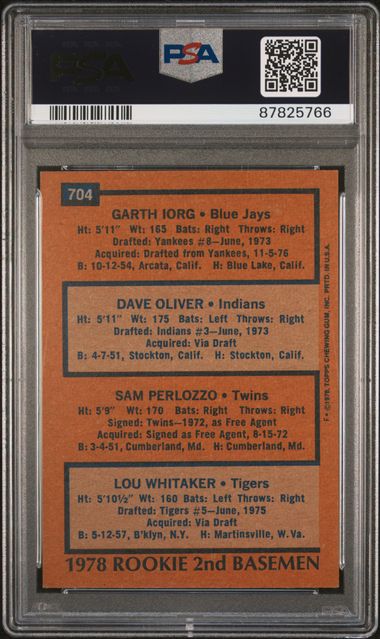 PSA
PSA
87825766
704
GARTH IORG • Blue Jays
Ht: 5'11" Wt: 165 Bats: Right Throws: Right
Drafted: Yankees #8—June, 1973
Acquired: Drafted from Yankees, 11-5-76
B: 10-12-54, Arcata, Calif. H: Blue Lake, Calif.
DAVE OLIVER • Indians
Ht: 5'11" Wt: 175 Bats: Left Throws: Right
Drafted: Indians #3—June, 1973
Acquired: Via Draft
B: 4-7-51, Stockton, Calif. H: Stockton, Calif.
SAM PERLOZZO • Twins
Ht: 5'9" Wt: 170 Bats: Right Throws: Right
Signed: Twins—1972, as Free Agent
Acquired: Signed as Free Agent, 8-15-72
B: 3-4-51, Cumberland, Md. H: Cumberland, Md.
LOU WHITAKER • Tigers
Ht: 5'10½" Wt: 160 Bats: Left Throws: Right
Drafted: Tigers #5—June, 1975
Acquired: Via Draft
B: 5-12-57, B'klyn, N.Y. H: Martinsville, W. Va.
1978 ROOKIE 2nd BASEMEN
F • ©1978, TOPPS CHEWING GUM, INC. PRTD. IN U.S.A.